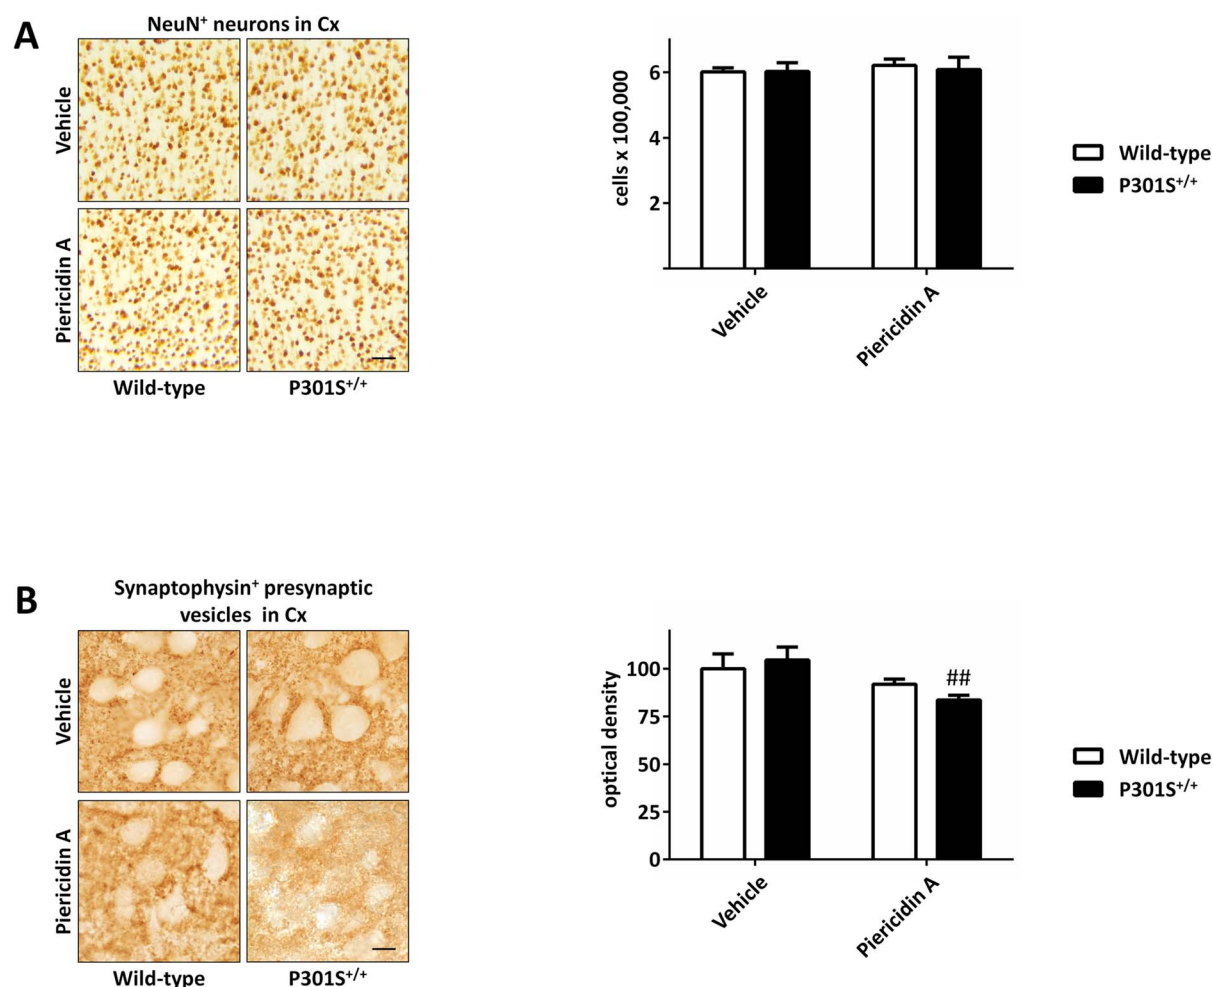 A
NeuN⁺ neurons in Cx
Vehicle
Piericidin A
Wild-type
P301S⁺/⁺
cells x 100,000
6
4
2
Vehicle
Piericidin A
Wild-type
P301S⁺/⁺
B
Synaptophysin⁺ presynaptic
vesicles in Cx
Vehicle
Piericidin A
Wild-type
P301S⁺/⁺
optical density
100
75
50
25
0
##
Vehicle
Piericidin A
Wild-type
P301S⁺/⁺